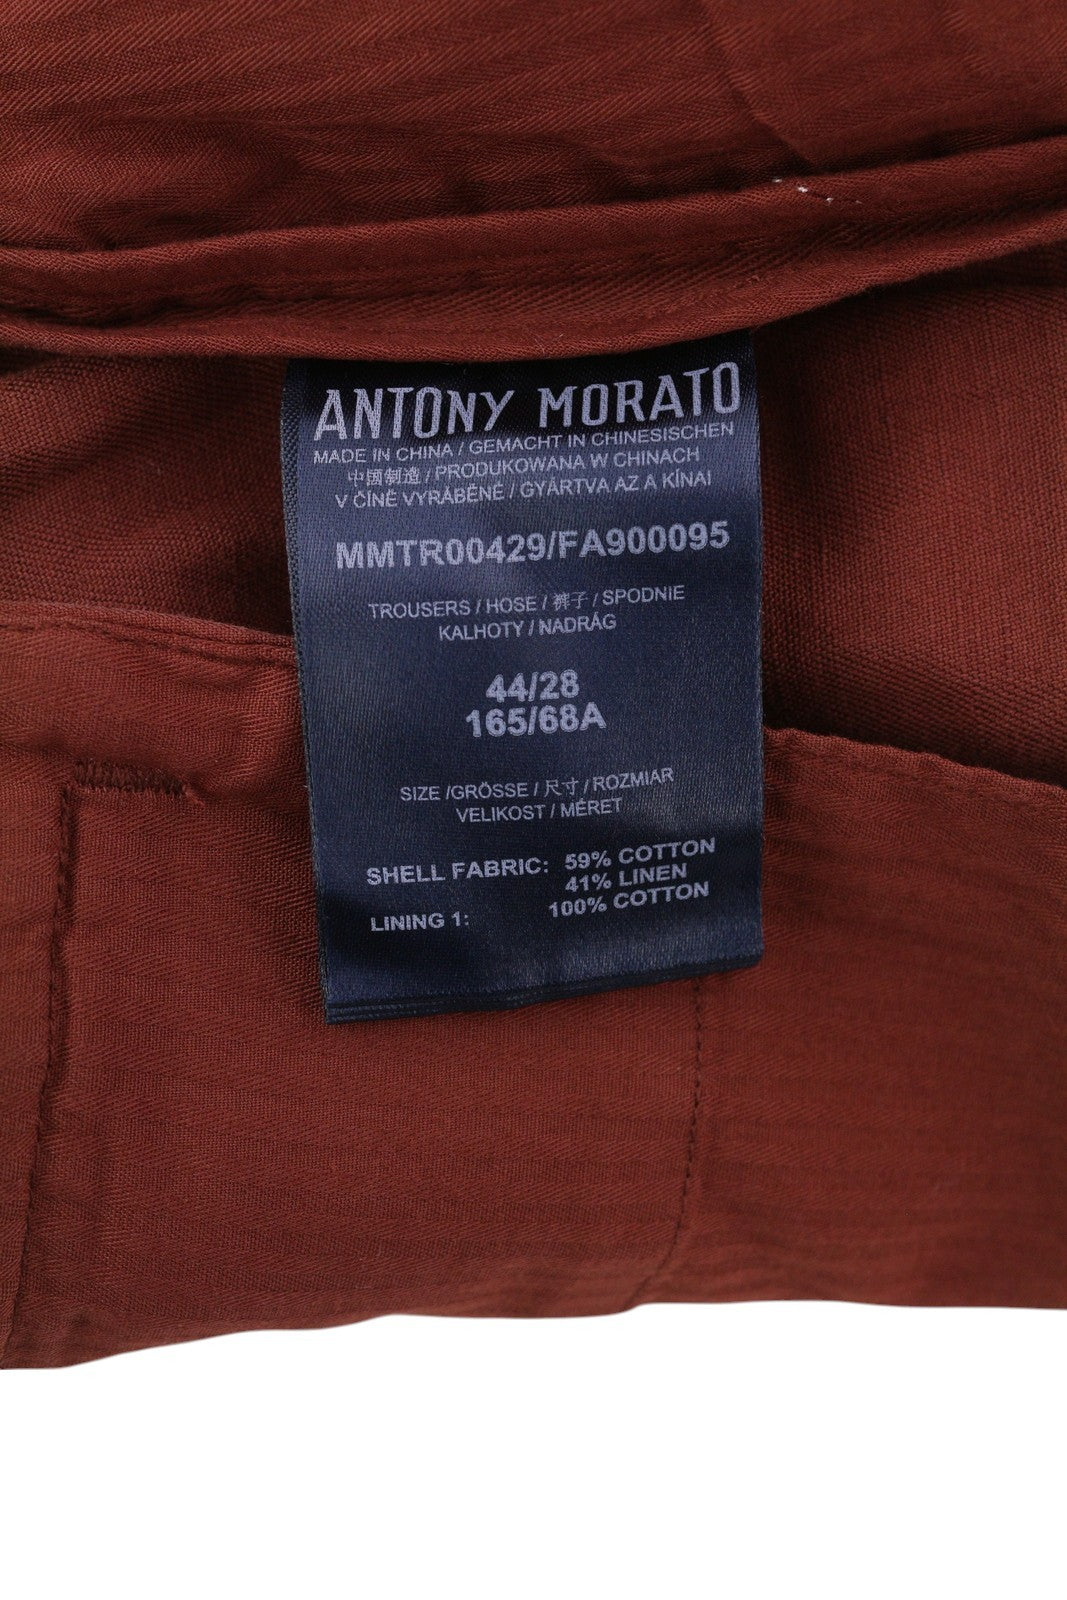 ANTONY MORATO
MADE IN CHINA / GEMACHT IN CHINESISCHEN
中国制造 / PRODUKOWANA W CHINACH
V ČÍNĚ VYRÁBĚNÉ / GYÁRTVA AZ A KÍNAI
MMTR00429/FA900095
TROUSERS / HOSE / 裤子 / SPODNIE
KALHOTY / NADRÁG
44/28
165/68A
SIZE /GRÖSSE / 尺寸 / ROZMIAR
VELIKOST / MÉRET
SHELL FABRIC: 59% COTTON
41% LINEN
LINING 1: 100% COTTON